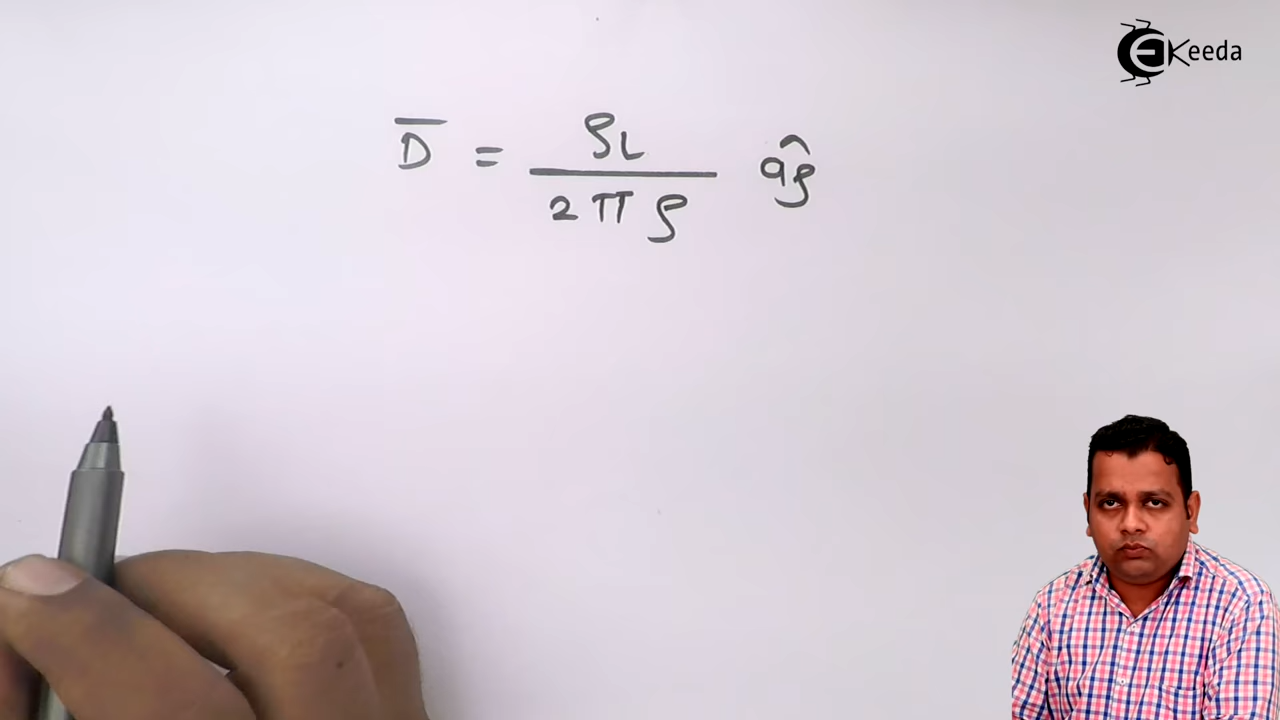 EKeeda
D̅ = ρL / 2πρ âρ